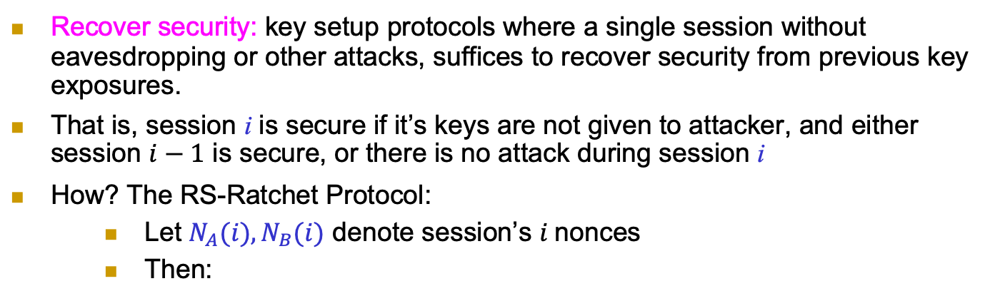 ▪ Recover security: key setup protocols where a single session without
eavesdropping or other attacks, suffices to recover security from previous key
exposures.
▪ That is, session i is secure if it’s keys are not given to attacker, and either
session i − 1 is secure, or there is no attack during session i
▪ How? The RS-Ratchet Protocol:
▪ Let N_A(i), N_B(i) denote session’s i nonces
▪ Then: